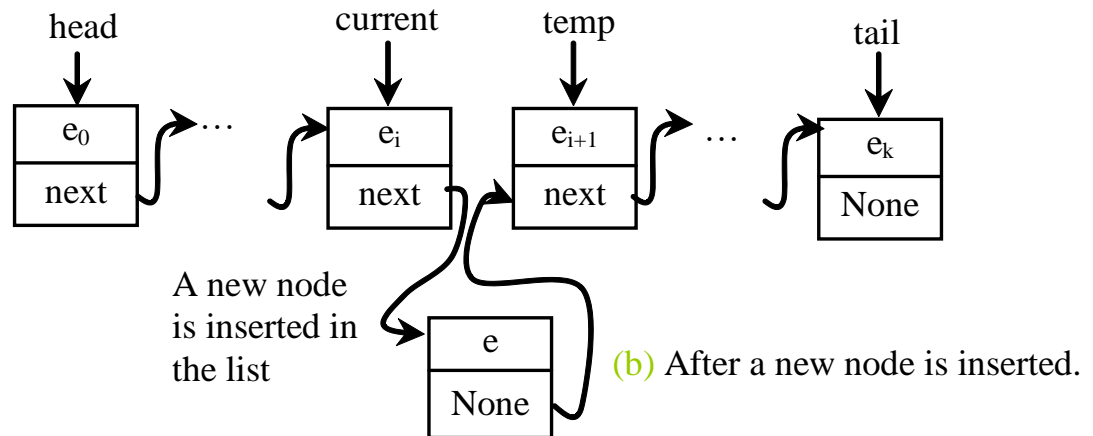 head current temp tail
e₀ … eᵢ eᵢ₊₁ … eₖ
next next next None
A new node
is inserted in
the list
e
None
(b) After a new node is inserted.